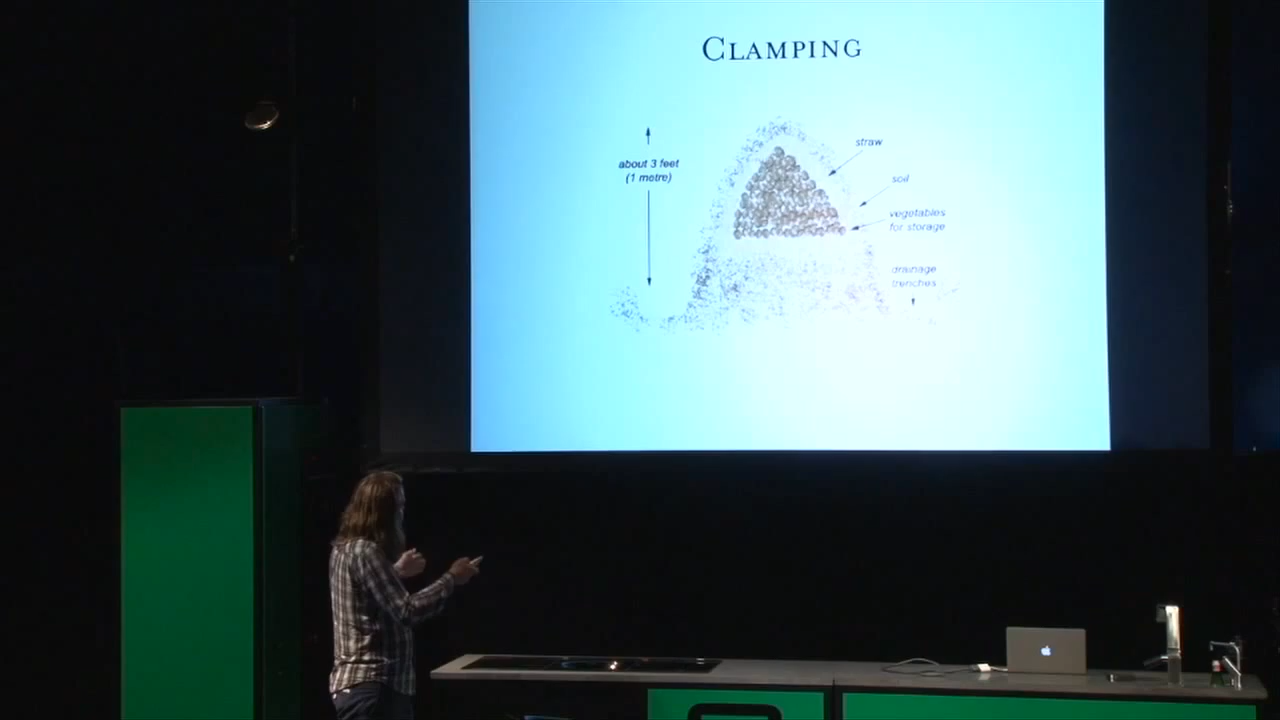 CLAMPING
about 3 feet
(1 metre)
straw
soil
vegetables
for storage
drainage
trenches